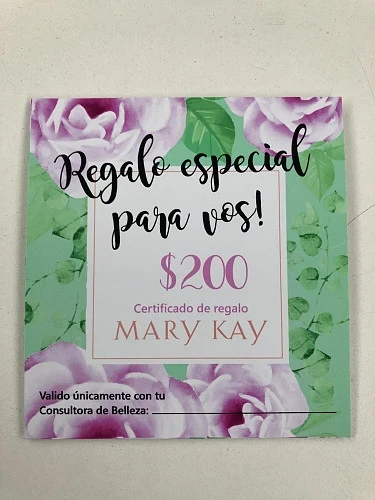 Regalo especial
para vos!
$200
Certificado de regalo
MARY KAY
Valido únicamente con tu
Consultora de Belleza: